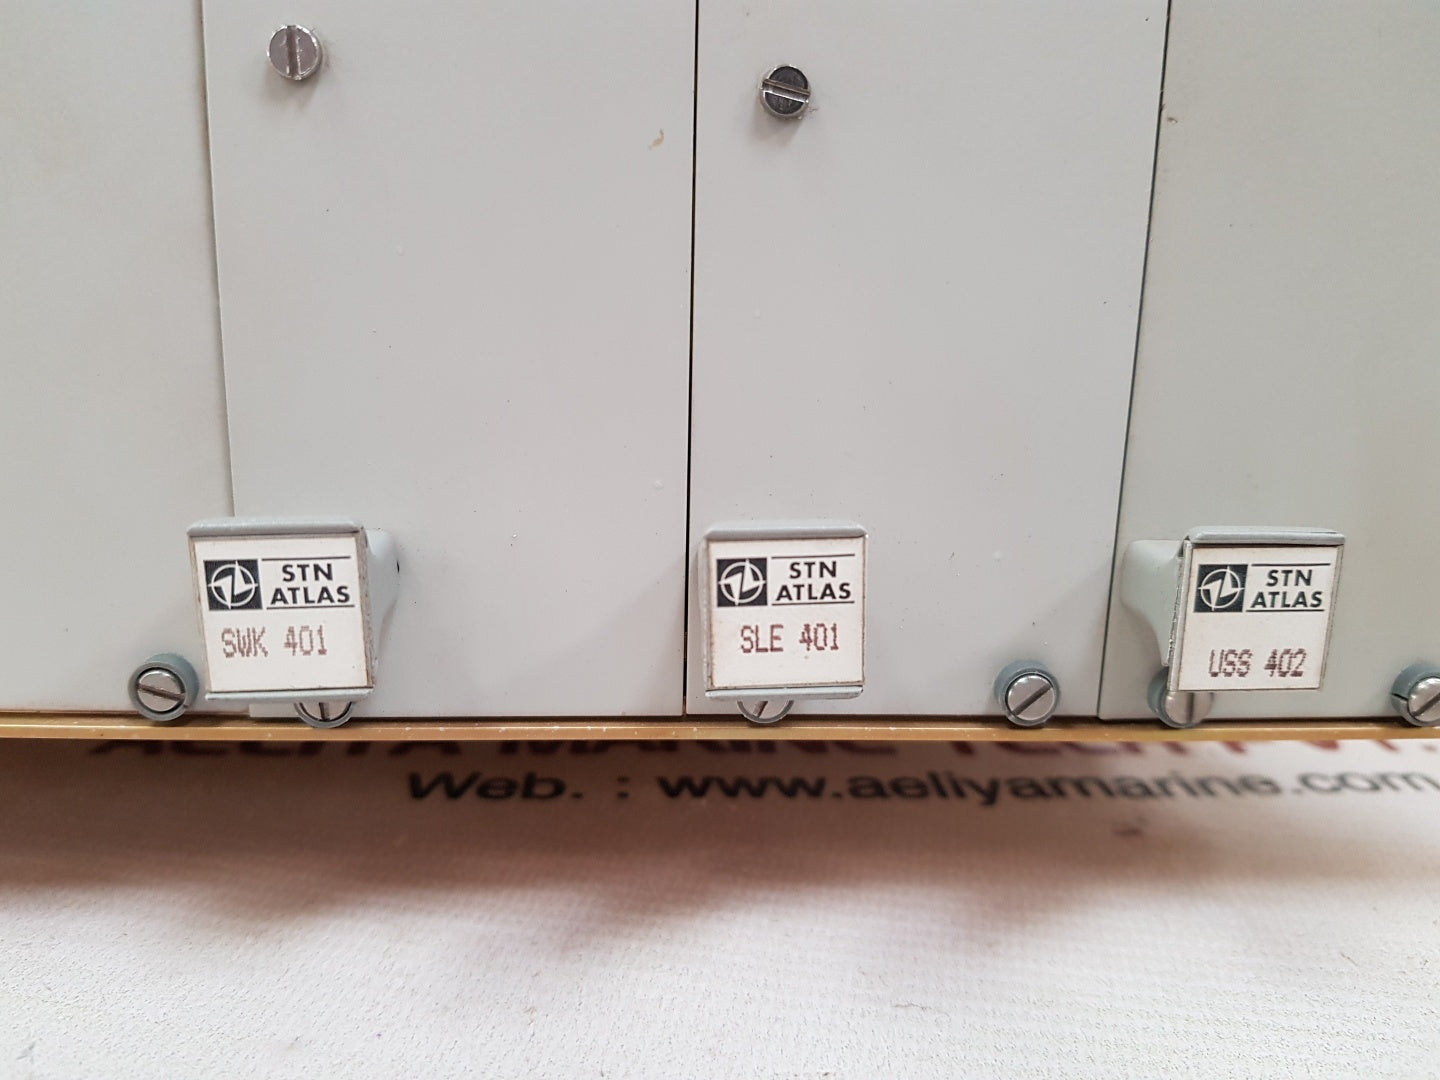 STN
ATLAS
SWK 401
STN
ATLAS
SLE 401
STN
ATLAS
USS 402
Web. : www.aeliyamarine.com